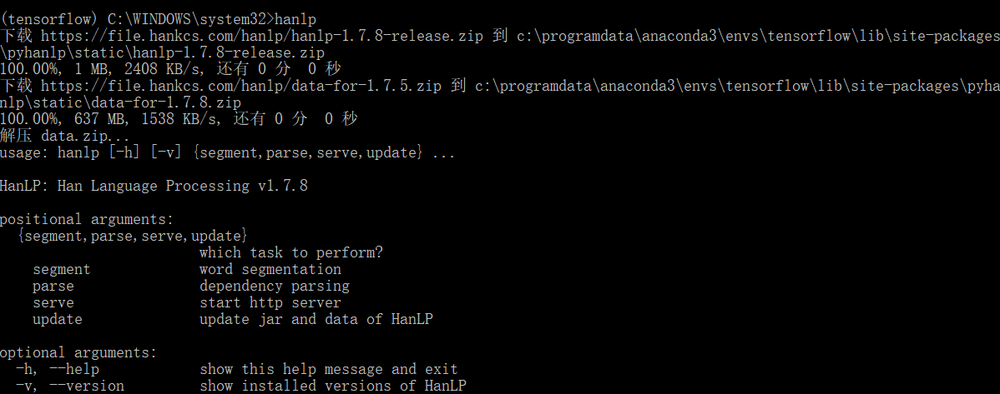 (tensorflow) C:\WINDOWS\system32>hanlp
下载 https://file.hankcs.com/hanlp/hanlp-1.7.8-release.zip 到 c:\programdata\anaconda3\envs\tensorflow\lib\site-packages
\pyhanlp\static\hanlp-1.7.8-release.zip
100.00%, 1 MB, 2408 KB/s, 还有 0 分  0 秒
下载 https://file.hankcs.com/hanlp/data-for-1.7.5.zip 到 c:\programdata\anaconda3\envs\tensorflow\lib\site-packages\pyha
nlp\static\data-for-1.7.8.zip
100.00%, 637 MB, 1538 KB/s, 还有 0 分  0 秒
解压 data.zip...
usage: hanlp [-h] [-v] {segment,parse,serve,update} ...
HanLP: Han Language Processing v1.7.8
positional arguments:
  {segment,parse,serve,update}
                        which task to perform?
    segment             word segmentation
    parse               dependency parsing
    serve               start http server
    update              update jar and data of HanLP
optional arguments:
  -h, --help            show this help message and exit
  -v, --version         show installed versions of HanLP